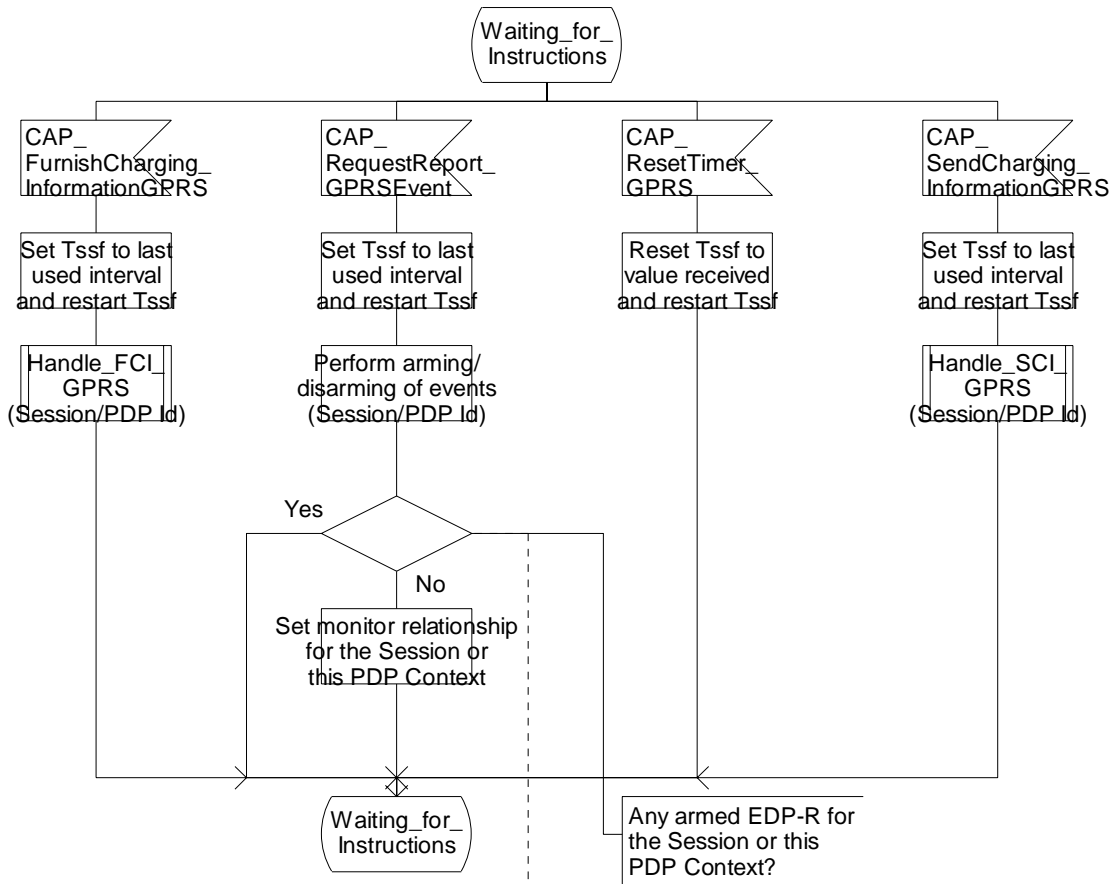 Waiting_for_
Instructions
CAP_
FurnishCharging_
InformationGPRS
CAP_
RequestReport_
GPRSEvent
CAP_
ResetTimer_
GPRS
CAP_
SendCharging_
InformationGPRS
Set Tssf to last
used interval
and restart Tssf
Set Tssf to last
used interval
and restart Tssf
Reset Tssf to
value received
and restart Tssf
Set Tssf to last
used interval
and restart Tssf
Handle_FCI_
GPRS
(Session/PDP Id)
Perform arming/
disarming of events
(Session/PDP Id)
Handle_SCI_
GPRS
(Session/PDP Id)
Yes
No
Set monitor relationship
for the Session or
this PDP Context
Waiting_for_
Instructions
Any armed EDP-R for
the Session or this
PDP Context?